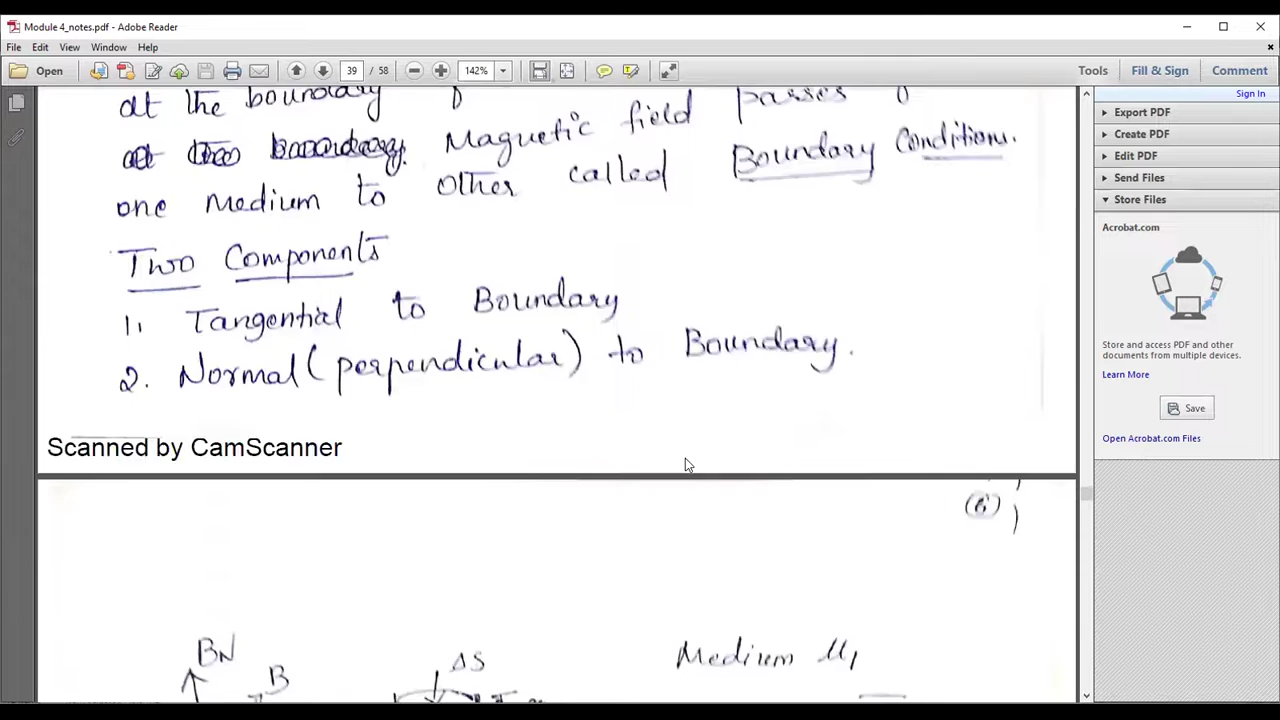 Module 4_notes.pdf - Adobe Reader
File Edit View Window Help
Open 39 / 58 142% Tools Fill & Sign Comment
Sign In
at the boundary passes
Magnetic field
one Medium to Other called Boundary Conditions.
Two Components
1. Tangential to Boundary
2. Normal (perpendicular) to Boundary.
Scanned by CamScanner
(6)
BN
B
ΔS
Medium μ1
Export PDF
Create PDF
Edit PDF
Send Files
Store Files
Acrobat.com
Store and access PDF and other
documents from multiple devices.
Learn More
Save
Open Acrobat.com Files